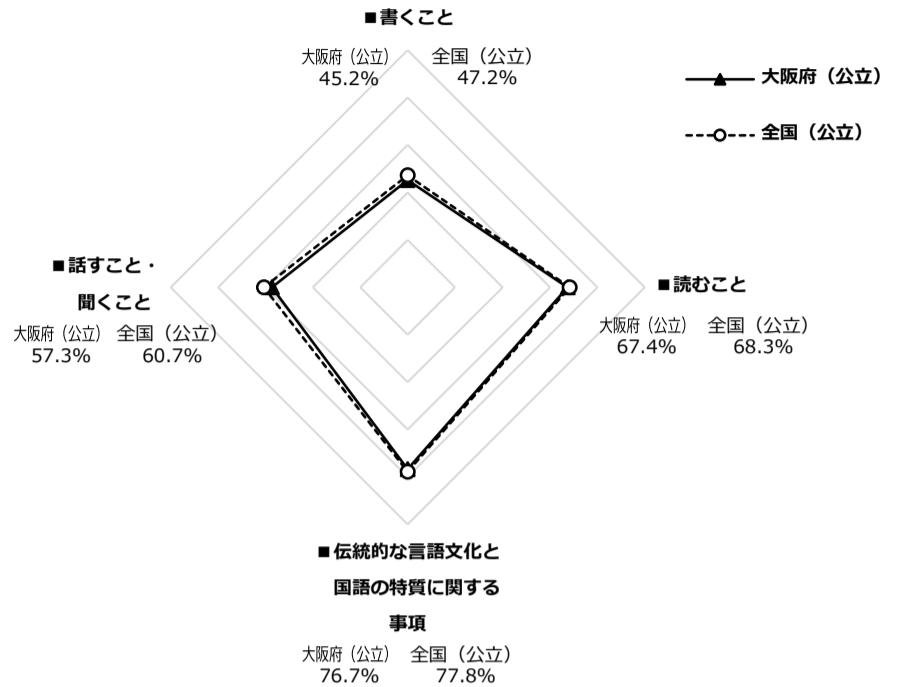 ■書くこと
大阪府（公立） 全国（公立）
45.2% 47.2%
大阪府（公立）
全国（公立）
■話すこと・
聞くこと
大阪府（公立） 全国（公立）
57.3% 60.7%
■読むこと
大阪府（公立） 全国（公立）
67.4% 68.3%
■伝統的な言語文化と
国語の特質に関する
事項
大阪府（公立） 全国（公立）
76.7% 77.8%